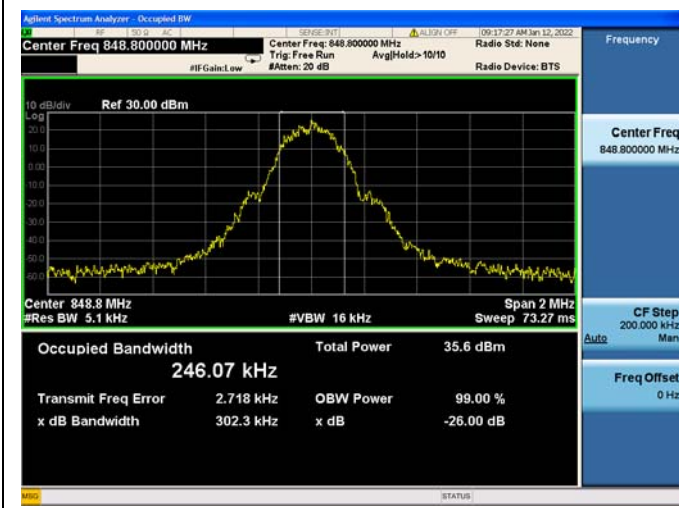 Agilent Spectrum Analyzer - Occupied BW
RF 50 Ω AC SENSE:INT ALIGN OFF 09:17:27 AM Jan 12, 2022
Center Freq 848.800000 MHz
Center Freq: 848.800000 MHz Radio Std: None
Trig: Free Run Avg|Hold:>10/10
#IFGain:Low #Atten: 20 dB Radio Device: BTS
10 dB/div Ref 30.00 dBm
Log
20.0
10.0
0.00
-10.0
-20.0
-30.0
-40.0
-50.0
-60.0
Center 848.8 MHz Span 2 MHz
#Res BW 5.1 kHz #VBW 16 kHz Sweep 73.27 ms
Occupied Bandwidth Total Power 35.6 dBm
246.07 kHz
Transmit Freq Error 2.718 kHz OBW Power 99.00 %
x dB Bandwidth 302.3 kHz x dB -26.00 dB
MSG STATUS
Frequency
Center Freq
848.800000 MHz
CF Step
200.000 kHz
Auto Man
Freq Offset
0 Hz